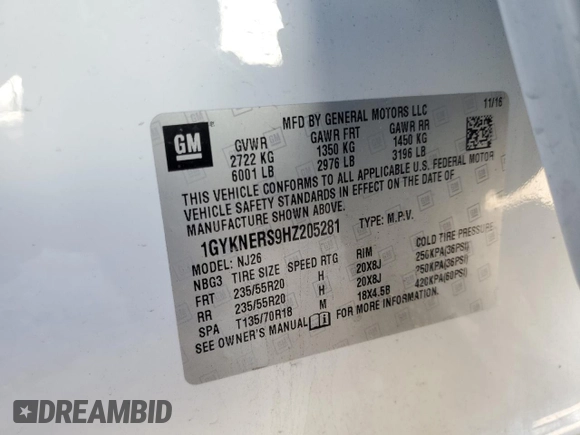 MFD BY GENERAL MOTORS LLC 11/16
GM
GVWR GAWR FRT GAWR RR
2722 KG 1350 KG 1450 KG
6001 LB 2976 LB 3196 LB
THIS VEHICLE CONFORMS TO ALL APPLICABLE U.S. FEDERAL MOTOR
VEHICLE SAFETY STANDARDS IN EFFECT ON THE DATE OF
MANUFACTURE SHOWN ABOVE.
1GYKNERS9HZ205281 TYPE: M.P.V.
MODEL: NJ26
NBG3 TIRE SIZE SPEED RTG RIM COLD TIRE PRESSURE
FRT 235/55R20 H 20X8J 250KPA(36PSI)
RR 235/55R20 H 20X8J 250KPA(36PSI)
SPA T135/70R18 M 18X4.5B 420KPA(60PSI)
SEE OWNER'S MANUAL FOR MORE INFORMATION.
DREAMBID